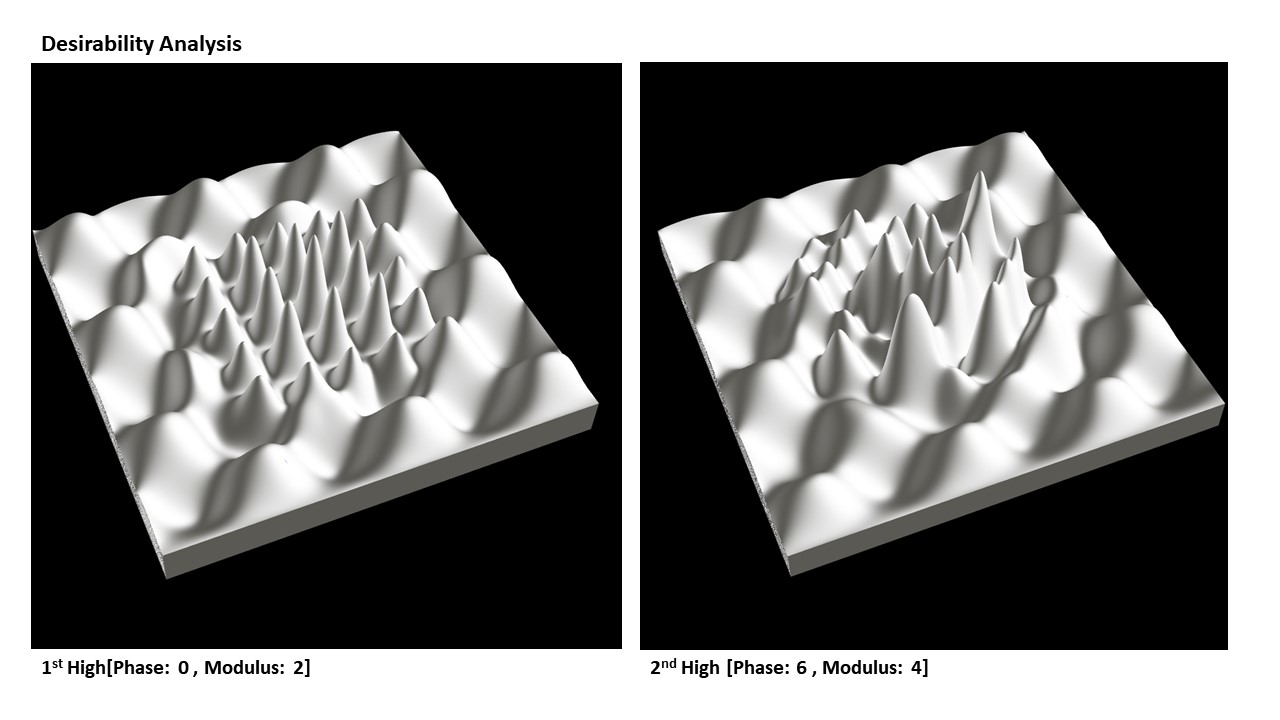 Desirability Analysis
1st High[Phase: 0 , Modulus: 2]
2nd High [Phase: 6 , Modulus: 4]